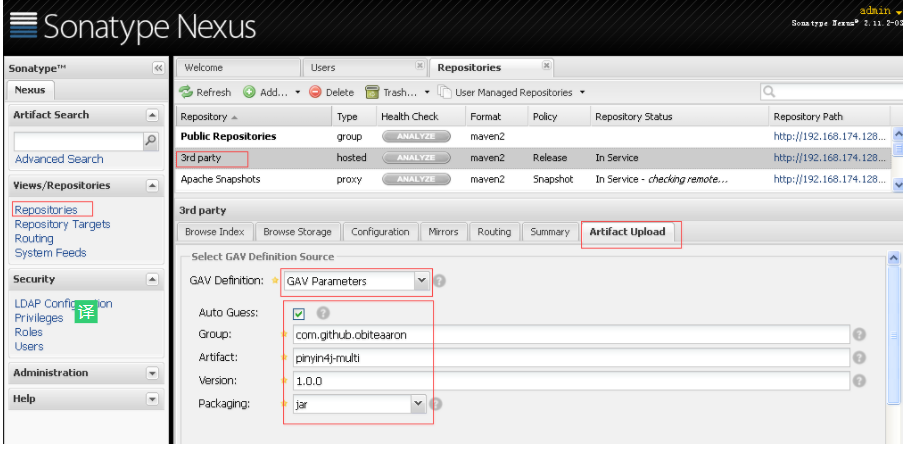 Sonatype Nexus
admin
Sonatype Nexus® 2.11.2-03
Sonatype™
Nexus
Artifact Search
Advanced Search
Views/Repositories
Repositories
Repository Targets
Routing
System Feeds
Security
LDAP
译
Privileges
Roles
Users
Administration
Help
Welcome Users Repositories
Refresh Add... Delete Trash... User Managed Repositories
Repository Type Health Check Format Policy Repository Status Repository Path
Public Repositories group ANALYZE maven2 http://192.168.174.128...
3rd party hosted ANALYZE maven2 Release In Service http://192.168.174.128...
Apache Snapshots proxy ANALYZE maven2 Snapshot In Service - checking remote... http://192.168.174.128...
3rd party
Browse Index Browse Storage Configuration Mirrors Routing Summary Artifact Upload
Select GAV Definition Source
GAV Definition: GAV Parameters
Auto Guess:
Group: com.github.obiteaaron
Artifact: pinyin4j-multi
Version: 1.0.0
Packaging: jar